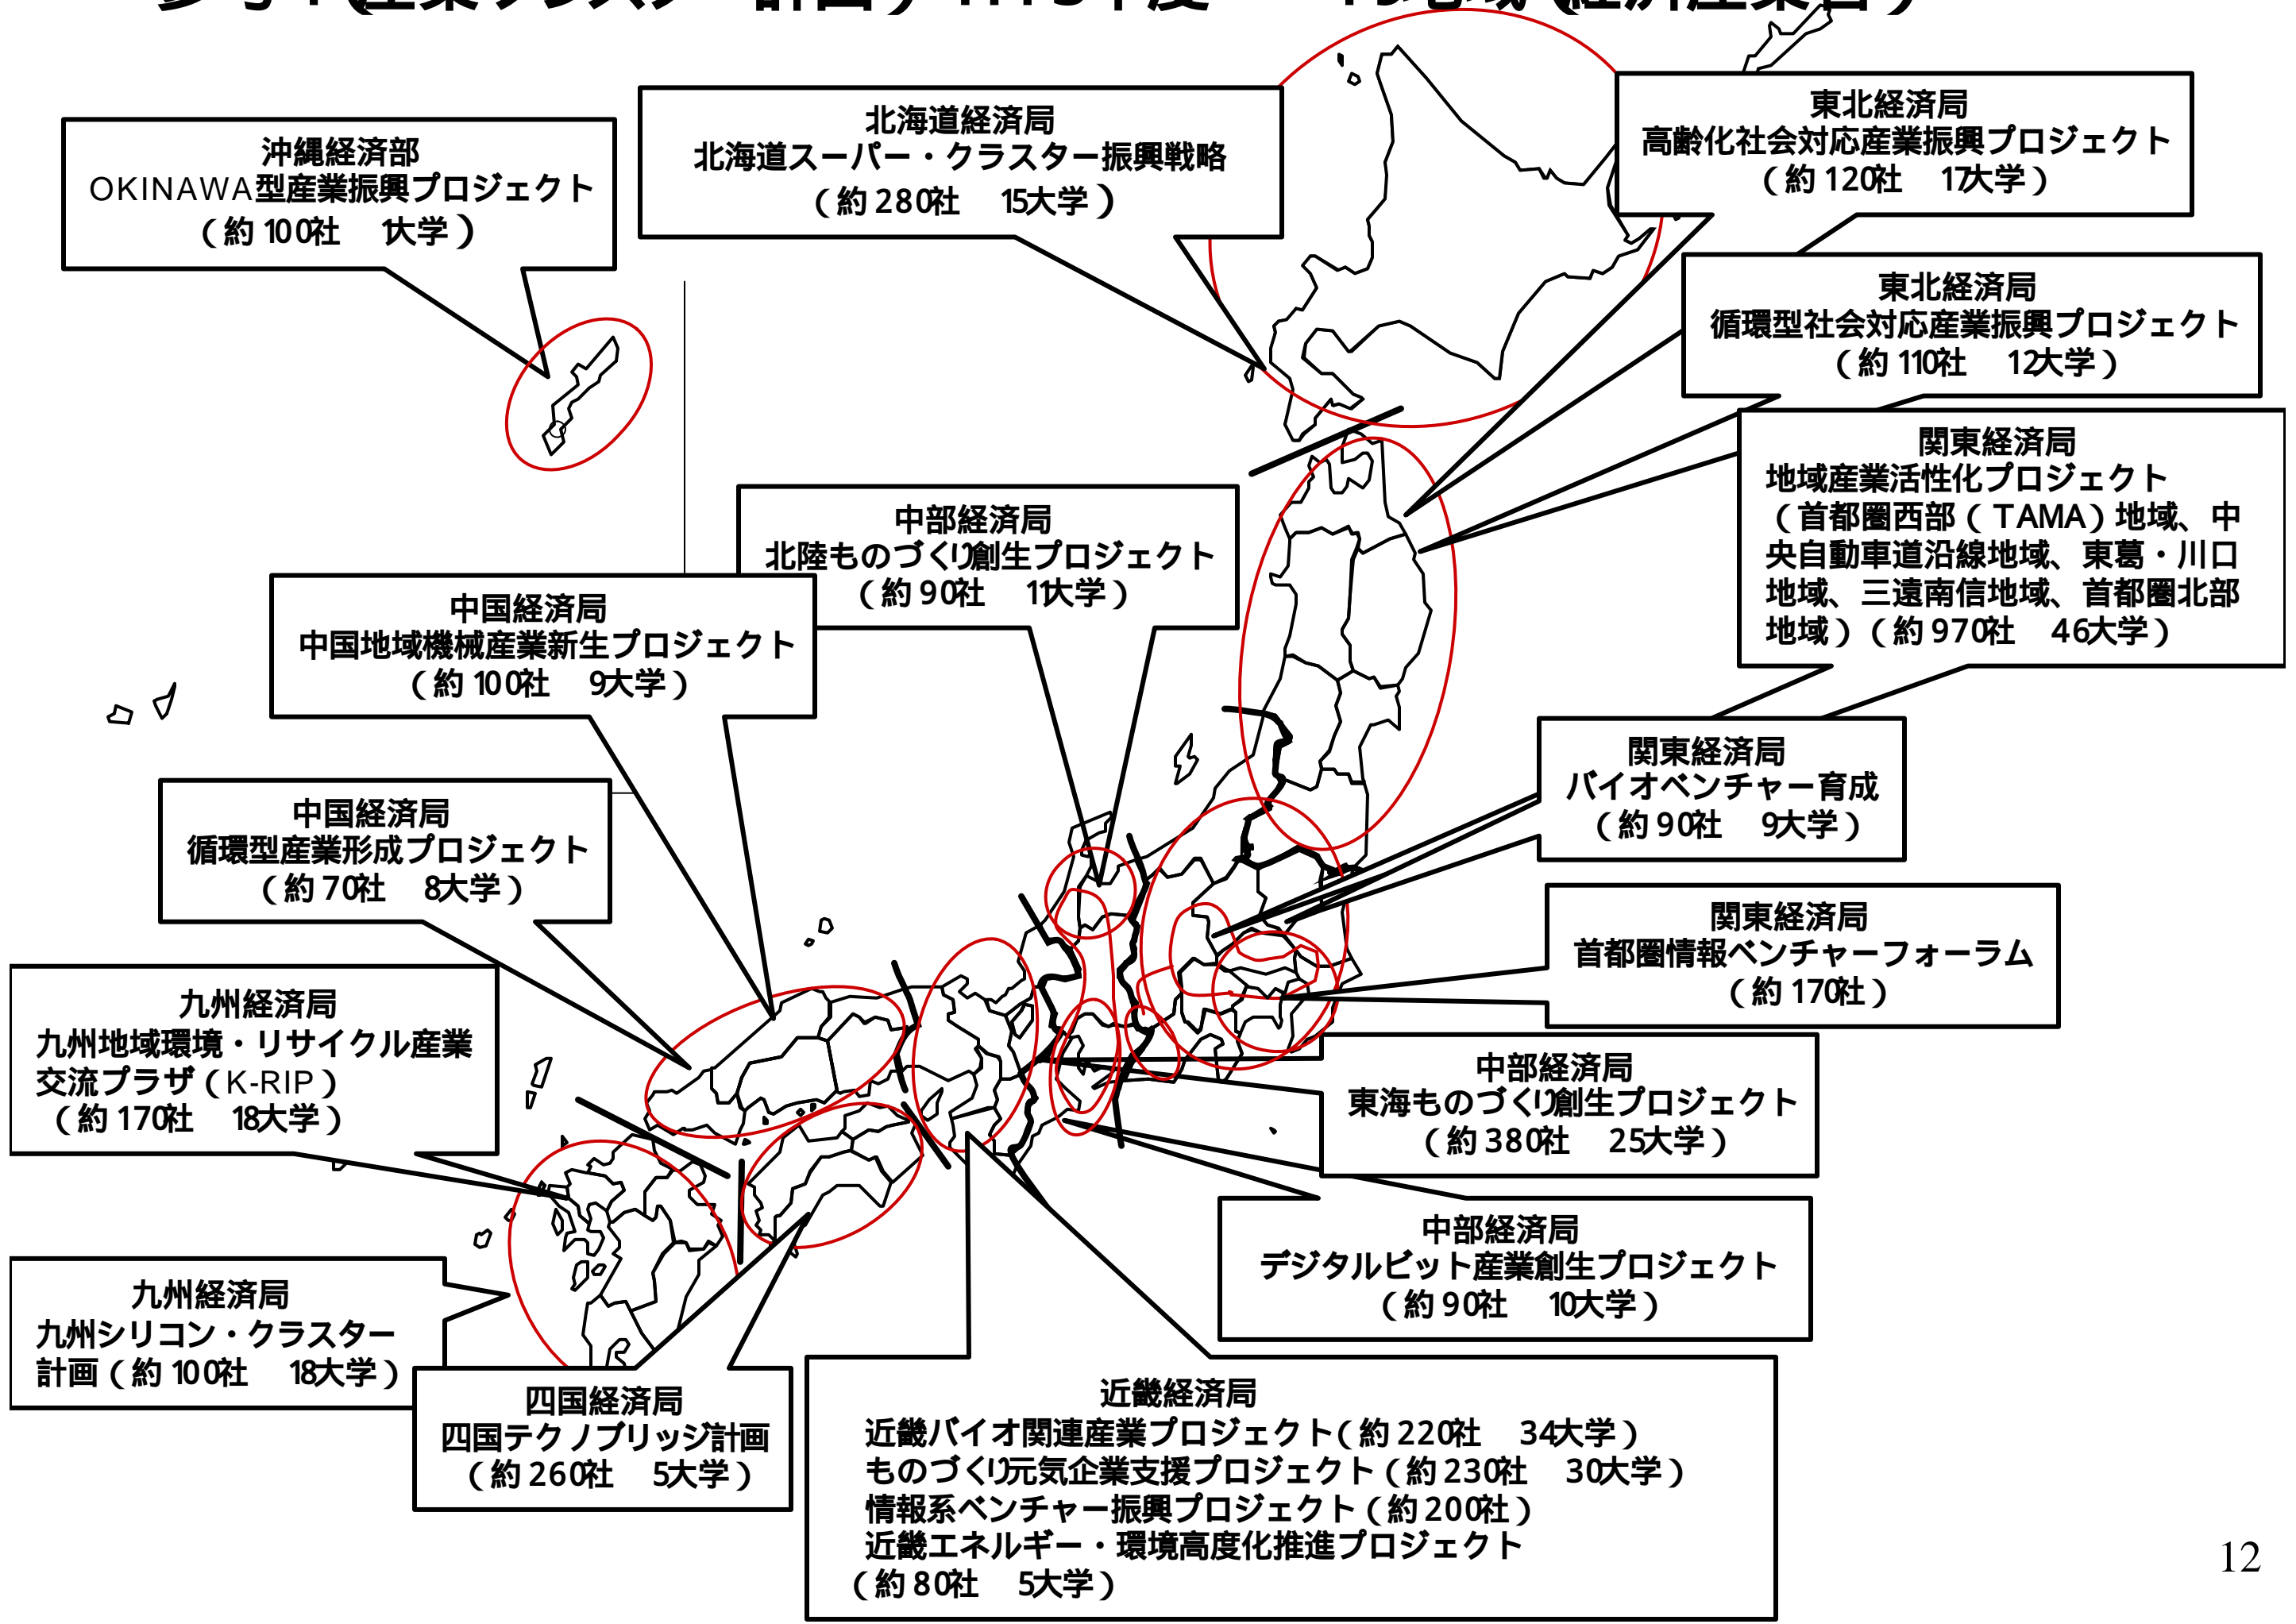 沖縄経済部
OKINAWA型産業振興プロジェクト
（約100社　1大学）
北海道経済局
北海道スーパー・クラスター振興戦略
（約280社　15大学）
東北経済局
高齢化社会対応産業振興プロジェクト
（約120社　17大学）
東北経済局
循環型社会対応産業振興プロジェクト
（約110社　12大学）
関東経済局
地域産業活性化プロジェクト
（首都圏西部（TAMA）地域、中
央自動車道沿線地域、東葛・川口
地域、三遠南信地域、首都圏北部
地域）（約970社　46大学）
中部経済局
北陸ものづくり創生プロジェクト
（約90社　11大学）
中国経済局
中国地域機械産業新生プロジェクト
（約100社　9大学）
関東経済局
バイオベンチャー育成
（約90社　9大学）
中国経済局
循環型産業形成プロジェクト
（約70社　8大学）
関東経済局
首都圏情報ベンチャーフォーラム
（約170社）
九州経済局
九州地域環境・リサイクル産業
交流プラザ（K-RIP）
（約170社　18大学）
中部経済局
東海ものづくり創生プロジェクト
（約380社　25大学）
中部経済局
デジタルビット産業創生プロジェクト
（約90社　10大学）
九州経済局
九州シリコン・クラスター
計画（約100社　18大学）
四国経済局
四国テクノブリッジ計画
（約260社　5大学）
近畿経済局
近畿バイオ関連産業プロジェクト（約220社　34大学）
ものづくり元気企業支援プロジェクト（約230社　30大学）
情報系ベンチャー振興プロジェクト（約200社）
近畿エネルギー・環境高度化推進プロジェクト
（約80社　5大学）
12